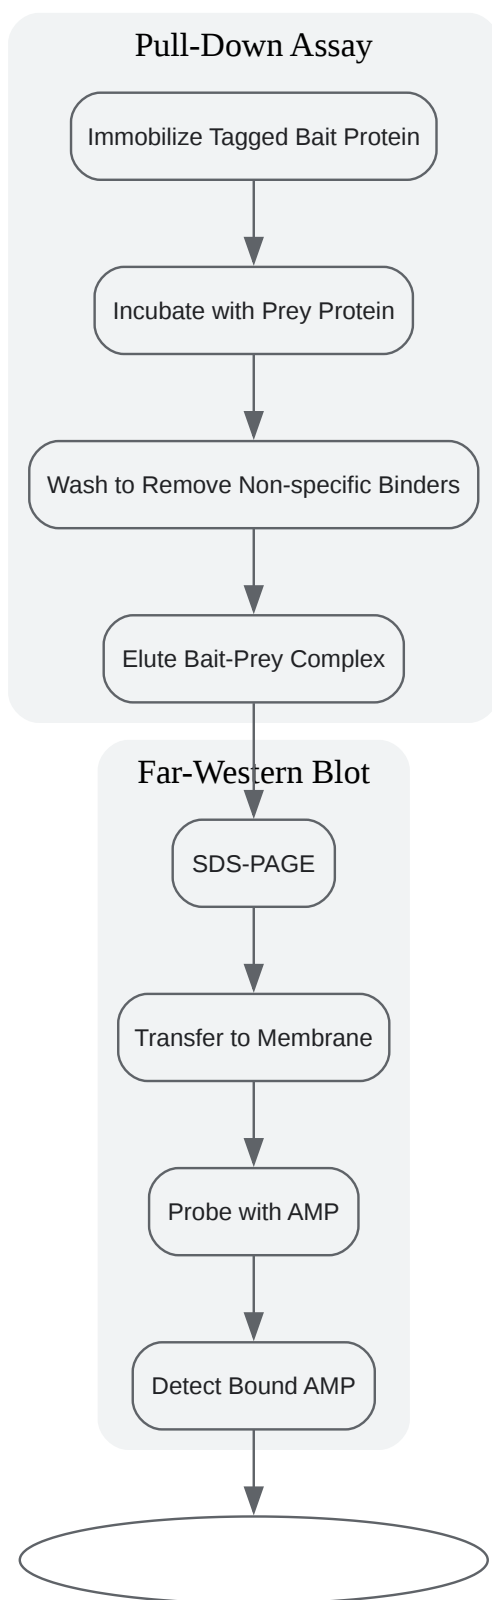 Pull-Down Assay
Immobilize Tagged Bait Protein
Incubate with Prey Protein
Wash to Remove Non-specific Binders
Elute Bait-Prey Complex
Far-Western Blot
SDS-PAGE
Transfer to Membrane
Probe with AMP
Detect Bound AMP